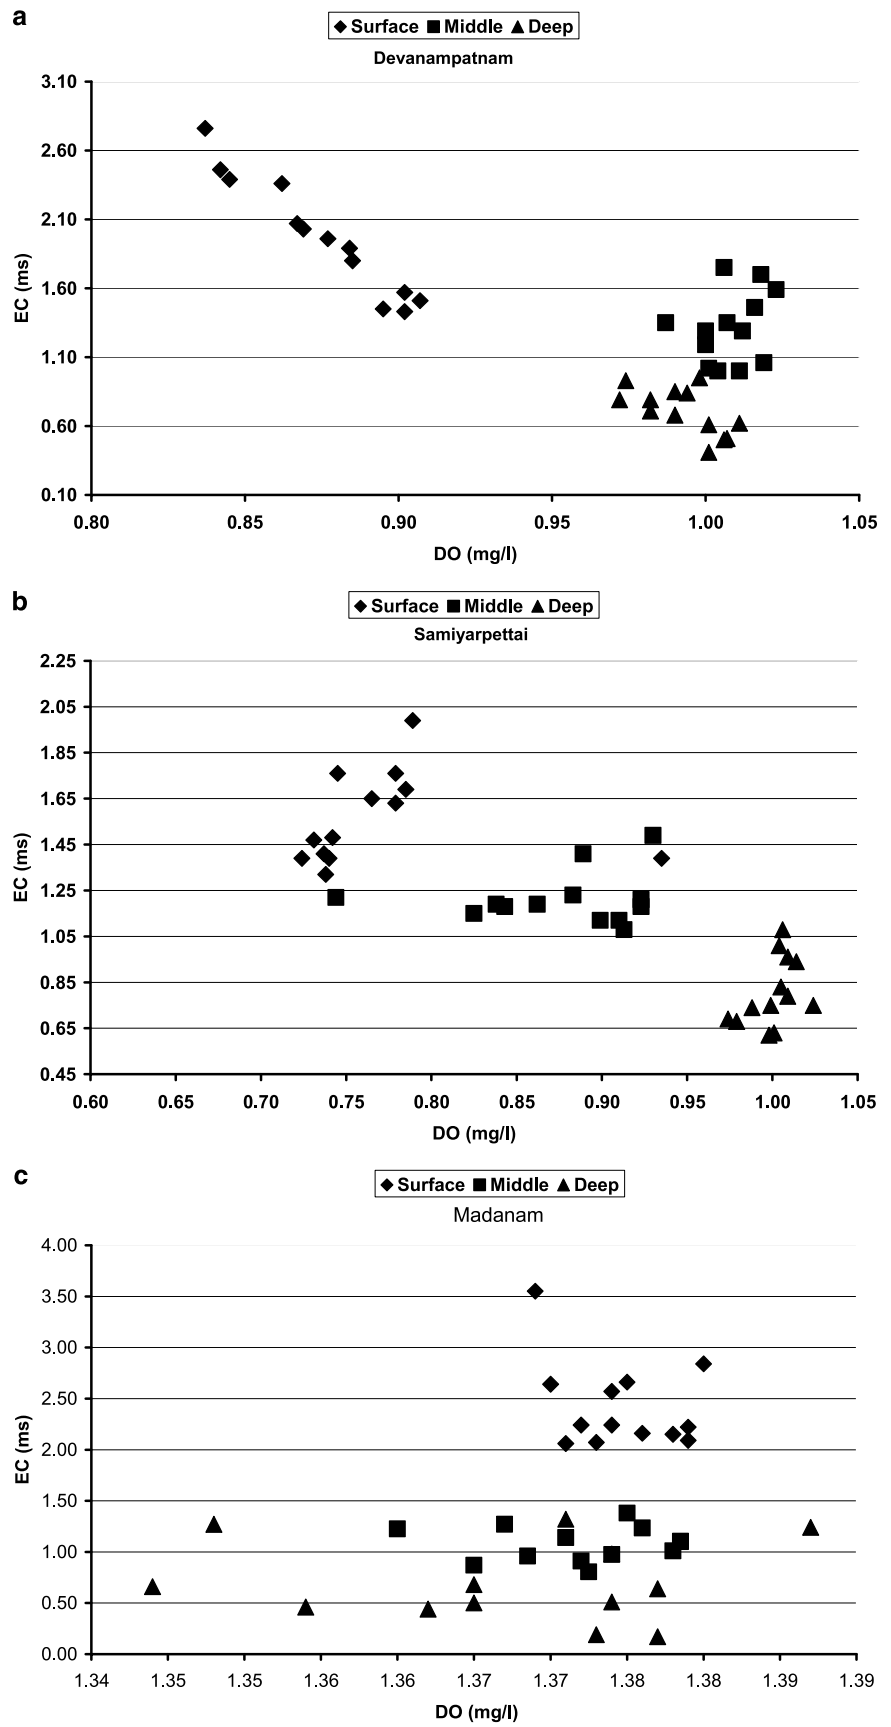 a
Surface Middle Deep
Devanampatnam
3.10
2.60
2.10
1.60
1.10
0.60
0.10
EC (ms)
0.80 0.85 0.90 0.95 1.00 1.05
DO (mg/l)
b
Surface Middle Deep
Samiyarpettai
2.25
2.05
1.85
1.65
1.45
1.25
1.05
0.85
0.65
0.45
EC (ms)
0.60 0.65 0.70 0.75 0.80 0.85 0.90 0.95 1.00 1.05
DO (mg/l)
c
Surface Middle Deep
Madanam
4.00
3.50
3.00
2.50
2.00
1.50
1.00
0.50
0.00
EC (ms)
1.34 1.35 1.35 1.36 1.36 1.37 1.37 1.38 1.38 1.39 1.39
DO (mg/l)